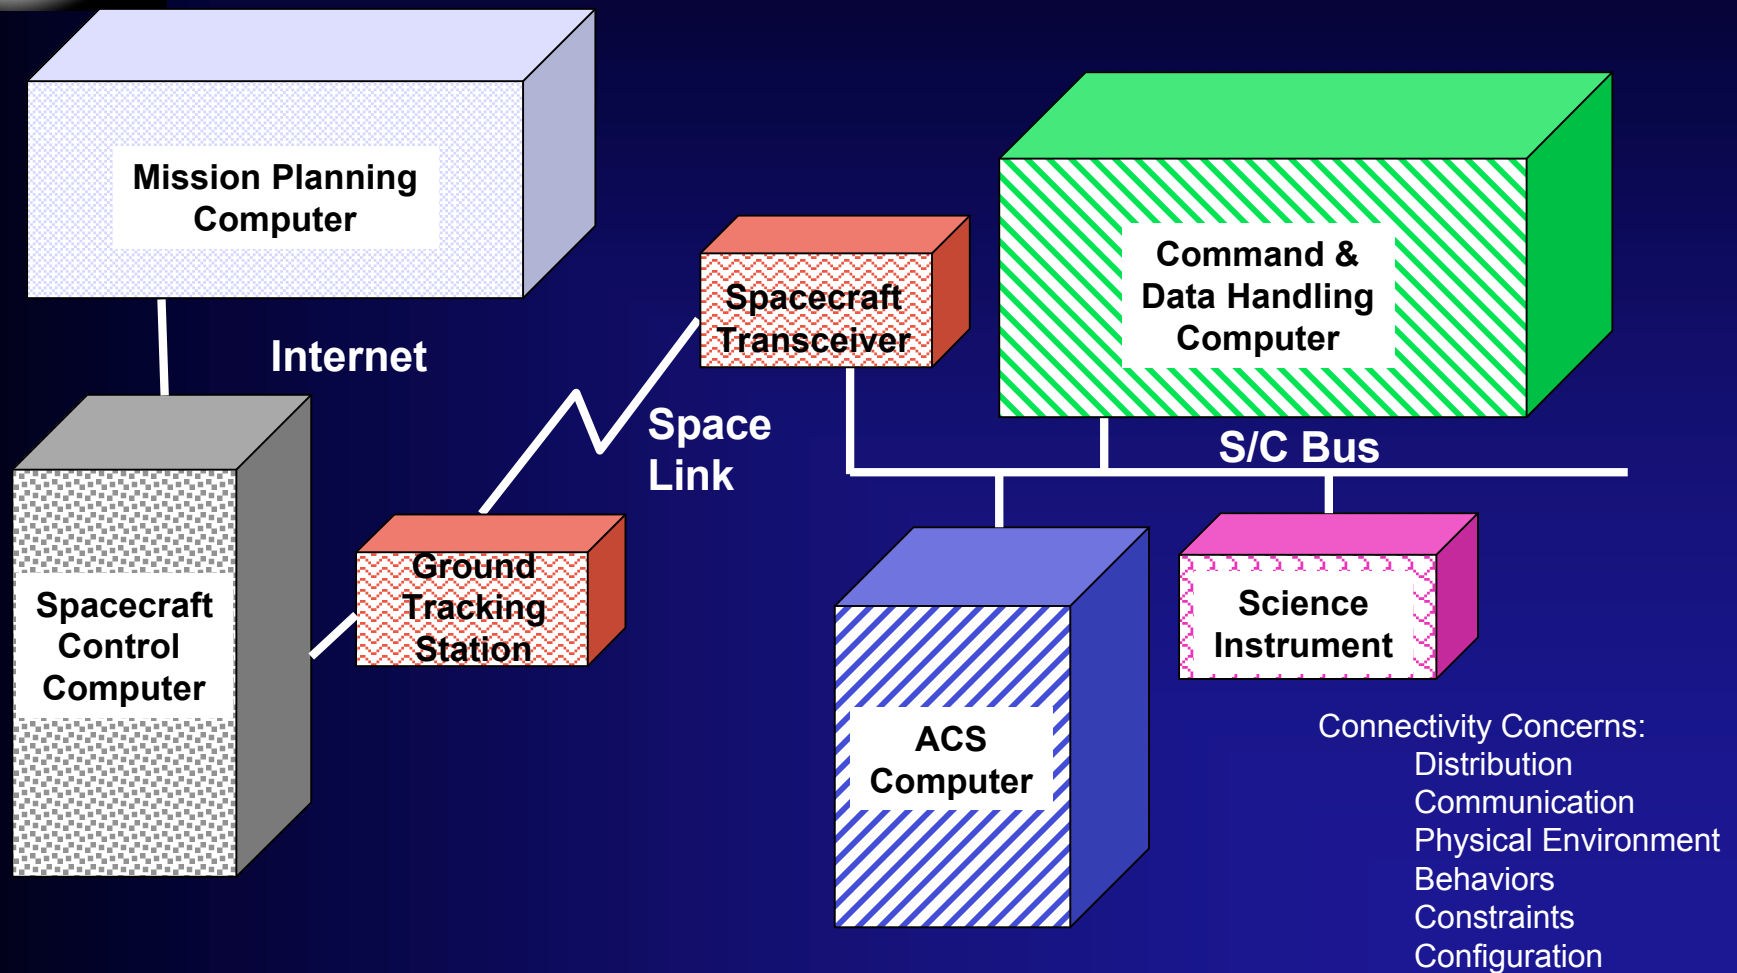 Mission Planning
Computer
Internet
Spacecraft
Control
Computer
Ground
Tracking
Station
Space
Link
Spacecraft
Transceiver
Command &
Data Handling
Computer
S/C Bus
ACS
Computer
Science
Instrument
Connectivity Concerns:
Distribution
Communication
Physical Environment
Behaviors
Constraints
Configuration